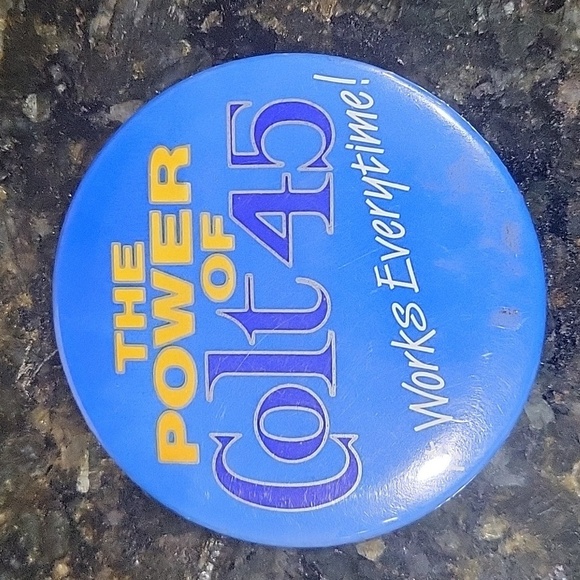 THE
POWER
OF
Colt 45
Works Everytime!